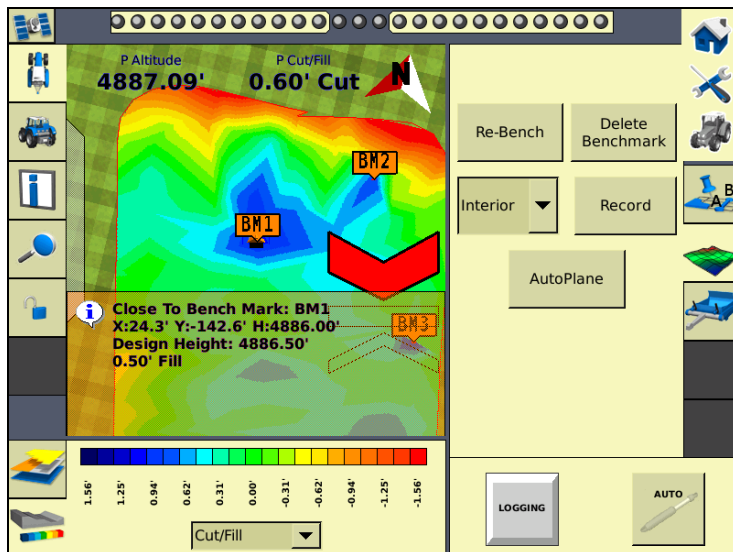 P Altitude
4887.09'
P Cut/Fill
0.60' Cut
N
BM2
BM1
BM3
Close To Bench Mark: BM1
X:24.3' Y:-142.6' H:4886.00'
Design Height: 4886.50'
0.50' Fill
1.56'
1.25'
0.94'
0.62'
0.31'
0.00'
-0.31'
-0.62'
-0.94'
-1.25'
-1.56'
Cut/Fill
Re-Bench
Delete
Benchmark
Interior
Record
AutoPlane
A B
LOGGING
AUTO